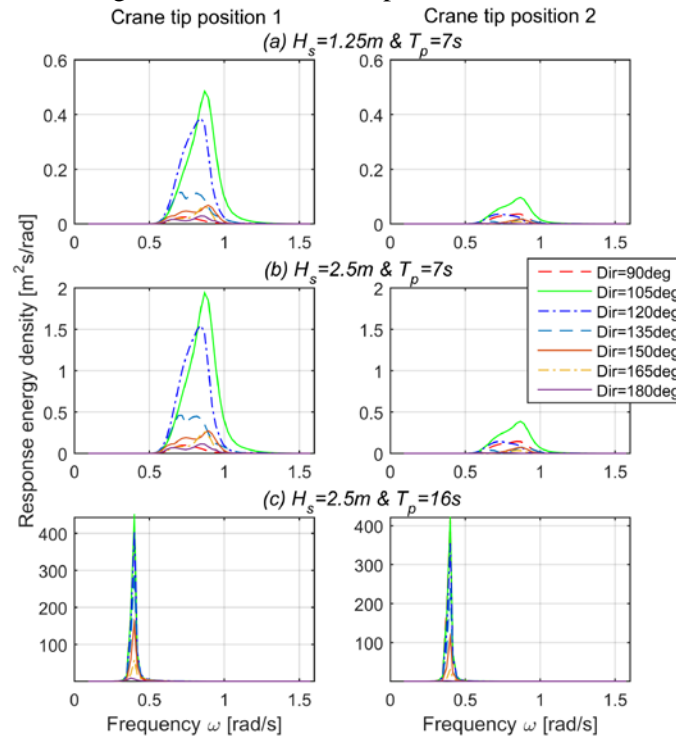 Crane tip position 1 Crane tip position 2
(a) H_s=1.25m & T_p=7s
0.6 0.6
0.4 0.4
0.2 0.2
0 0
0 0.5 1 1.5 0 0.5 1 1.5
(b) H_s=2.5m & T_p=7s
2 2
1.5 1.5
1 1
0.5 0.5
0 0
0 0.5 1 1.5 0 0.5 1 1.5
Dir=90deg
Dir=105deg
Dir=120deg
Dir=135deg
Dir=150deg
Dir=165deg
Dir=180deg
(c) H_s=2.5m & T_p=16s
400 400
300 300
200 200
100 100
0 0.5 1 1.5 0 0.5 1 1.5
Frequency ω [rad/s] Frequency ω [rad/s]
Response energy density [m²s/rad]